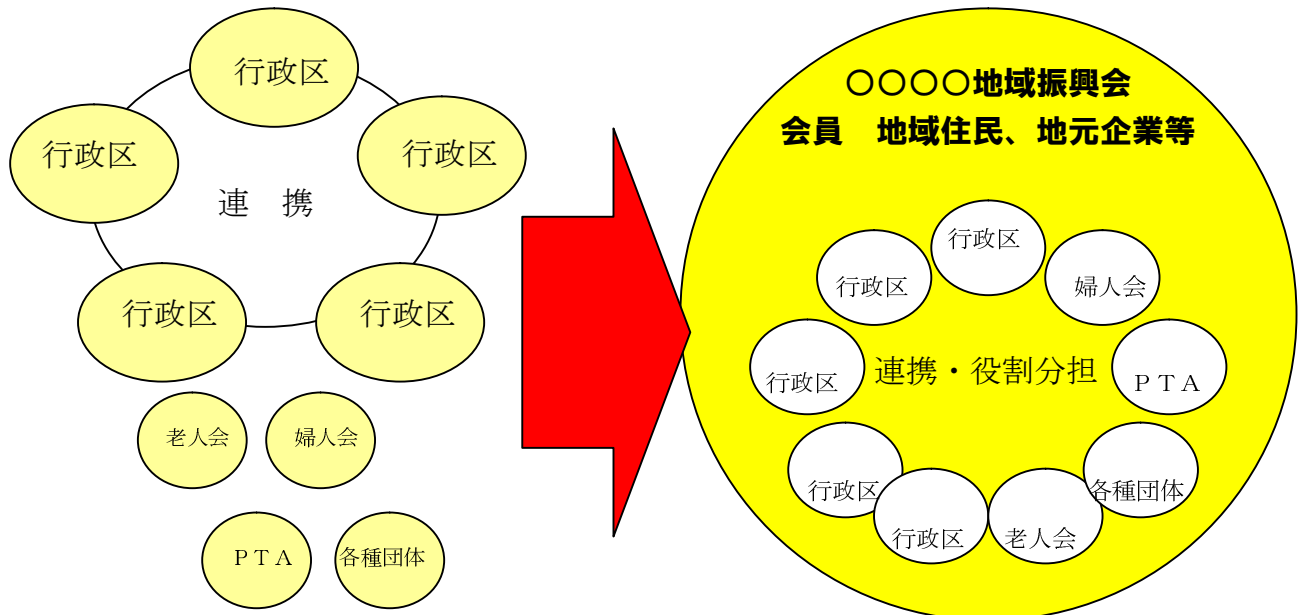 行政区
行政区
行政区
連　携
行政区
行政区
老人会
婦人会
ＰＴＡ
各種団体
〇〇〇〇地域振興会
会員　地域住民、地元企業等
行政区
行政区
婦人会
行政区
連携・役割分担
ＰＴＡ
行政区
各種団体
行政区
老人会